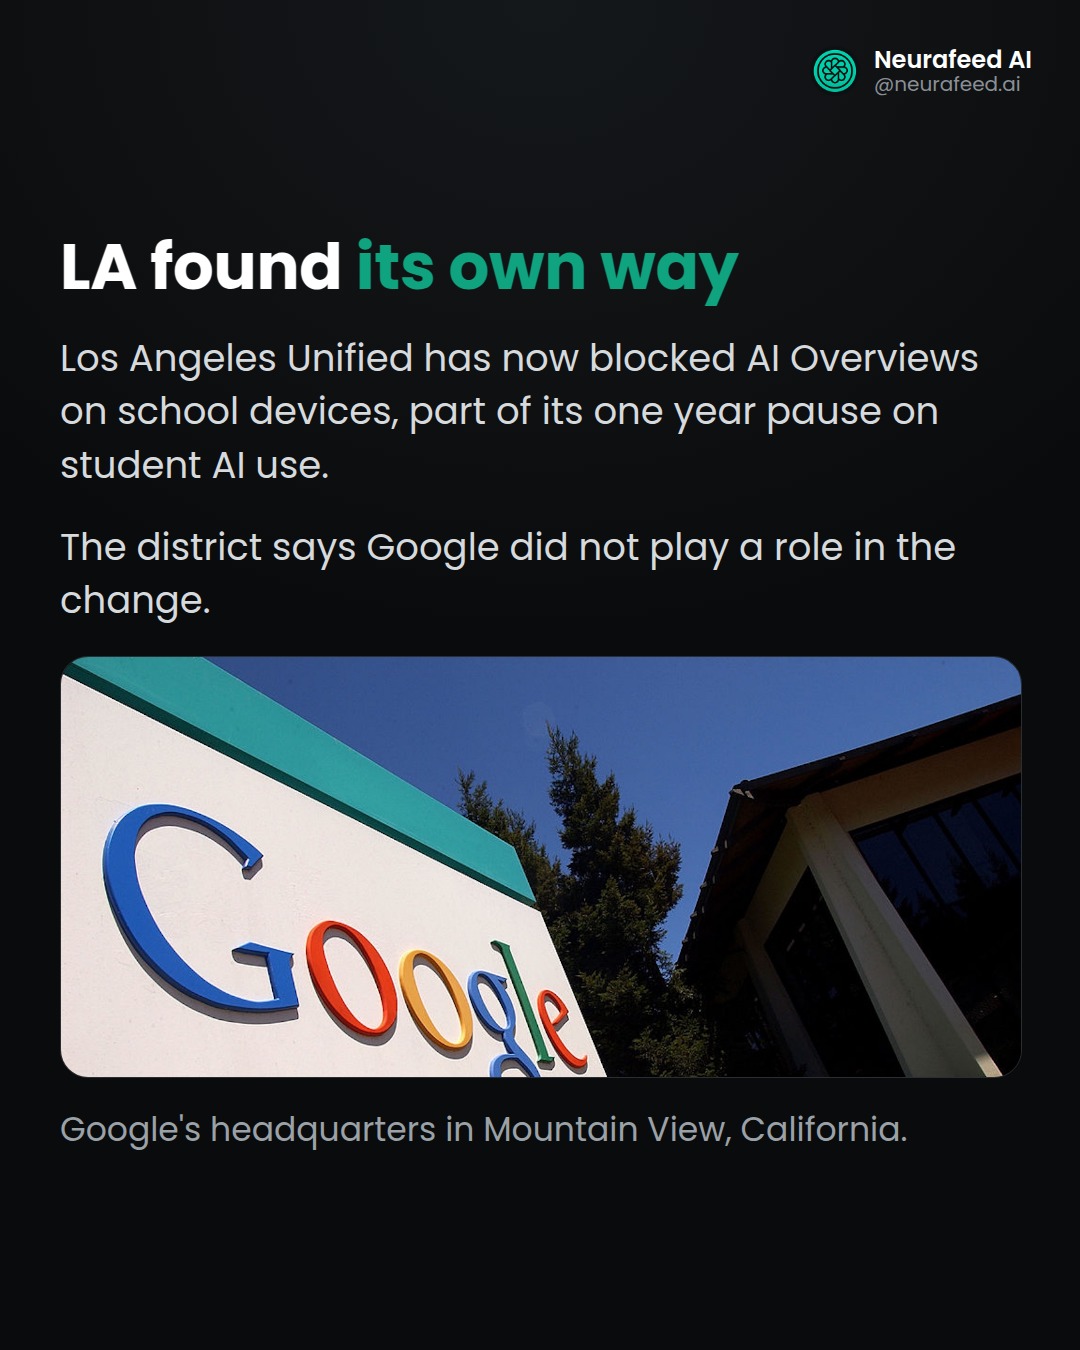 Neurafeed AI
@neurafeed.ai
LA found its own way
Los Angeles Unified has now blocked AI Overviews
on school devices, part of its one year pause on
student AI use.
The district says Google did not play a role in the
change.
Google
Google's headquarters in Mountain View, California.